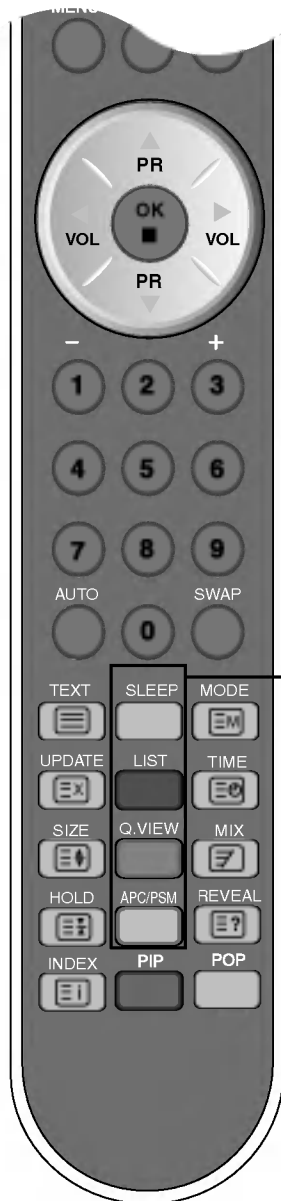 MENU
PR
OK
VOL VOL
PR
- +
1 2 3
4 5 6
7 8 9
AUTO SWAP
0
TEXT SLEEP MODE
M
UPDATE LIST TIME
X
SIZE Q.VIEW MIX
HOLD APC/PSM REVEAL
?
INDEX PIP POP
i